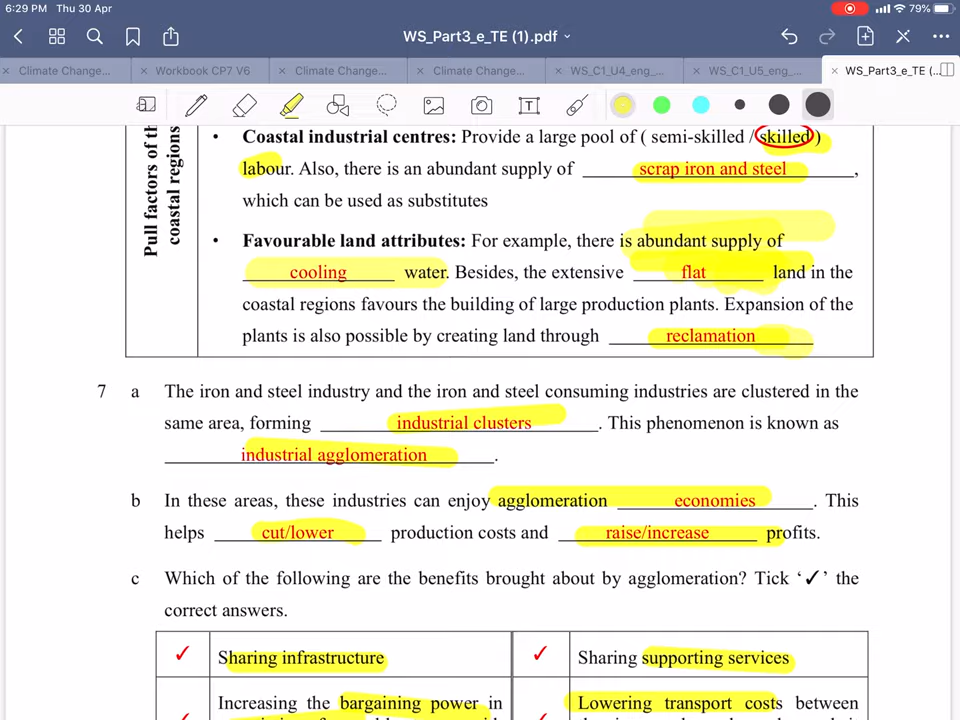 6:29 PM Thu 30 Apr
79%
WS_Part3_e_TE (1).pdf
Climate Change...
Workbook CP7 V6
Climate Change...
Climate Change...
WS_C1_U4_eng_...
WS_C1_U5_eng_...
WS_Part3_e_TE (...
Pull factors of th
coastal regions
• Coastal industrial centres: Provide a large pool of ( semi-skilled / skilled )
labour. Also, there is an abundant supply of scrap iron and steel,
which can be used as substitutes
• Favourable land attributes: For example, there is abundant supply of
cooling water. Besides, the extensive flat land in the
coastal regions favours the building of large production plants. Expansion of the
plants is also possible by creating land through reclamation
7 a The iron and steel industry and the iron and steel consuming industries are clustered in the
same area, forming industrial clusters. This phenomenon is known as
industrial agglomeration.
b In these areas, these industries can enjoy agglomeration economies. This
helps cut/lower production costs and raise/increase profits.
c Which of the following are the benefits brought about by agglomeration? Tick ‘✓’ the
correct answers.
✓ Sharing infrastructure
✓ Sharing supporting services
Increasing the bargaining power in
Lowering transport costs between